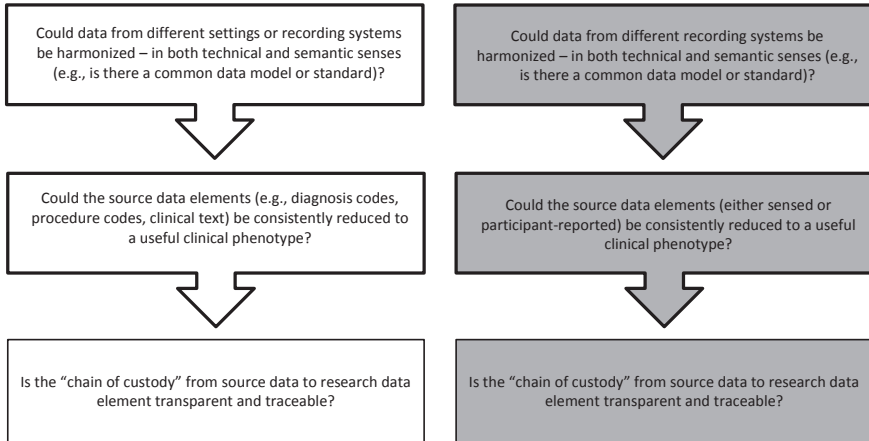 Could data from different settings or recording systems
be harmonized – in both technical and semantic senses
(e.g., is there a common data model or standard)?
Could data from different recording systems be
harmonized – in both technical and semantic senses (e.g.,
is there a common data model or standard)?
Could the source data elements (e.g., diagnosis codes,
procedure codes, clinical text) be consistently reduced to
a useful clinical phenotype?
Could the source data elements (either sensed or
participant-reported) be consistently reduced to a useful
clinical phenotype?
Is the “chain of custody” from source data to research data
element transparent and traceable?
Is the “chain of custody” from source data to research data
element transparent and traceable?